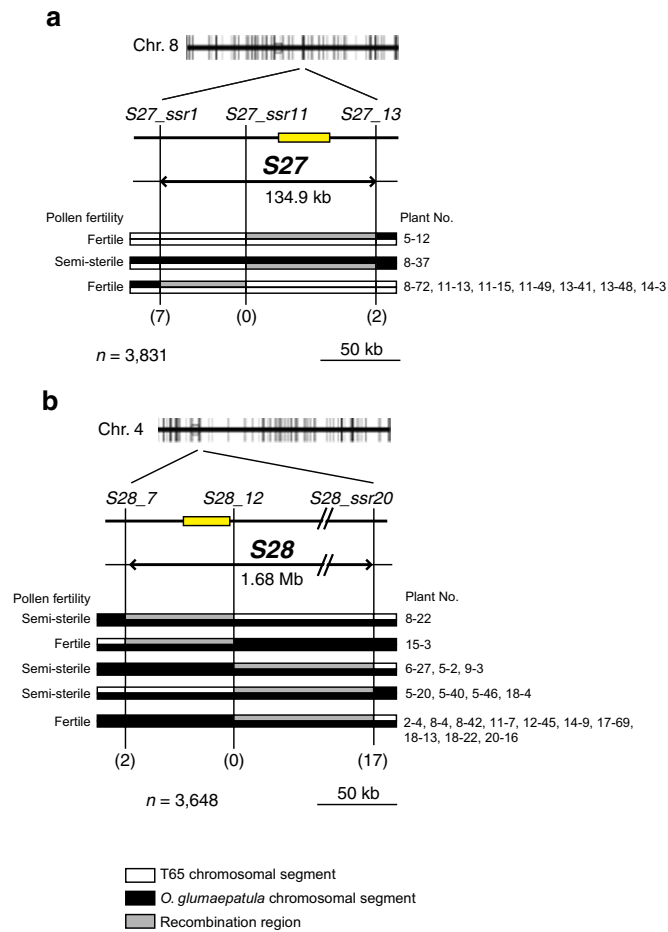 a
Chr. 8
S27_ssr1 S27_ssr11 S27_13
S27
134.9 kb
Pollen fertility Plant No.
Fertile 5-12
Semi-sterile 8-37
Fertile 8-72, 11-13, 11-15, 11-49, 13-41, 13-48, 14-3
(7) (0) (2)
n = 3,831 50 kb
b
Chr. 4
S28_7 S28_12 S28_ssr20
S28
1.68 Mb
Pollen fertility Plant No.
Semi-sterile 8-22
Fertile 15-3
Semi-sterile 6-27, 5-2, 9-3
Semi-sterile 5-20, 5-40, 5-46, 18-4
Fertile 2-4, 8-4, 8-42, 11-7, 12-45, 14-9, 17-69,
18-13, 18-22, 20-16
(2) (0) (17)
n = 3,648 50 kb
T65 chromosomal segment
O. glumaepatula chromosomal segment
Recombination region